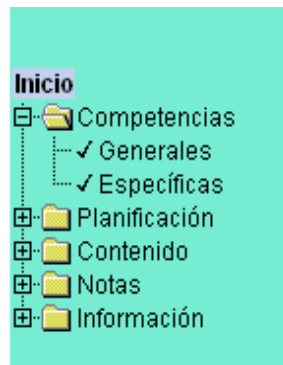 Inicio
Competencias
Generales
Específicas
Planificación
Contenido
Notas
Información